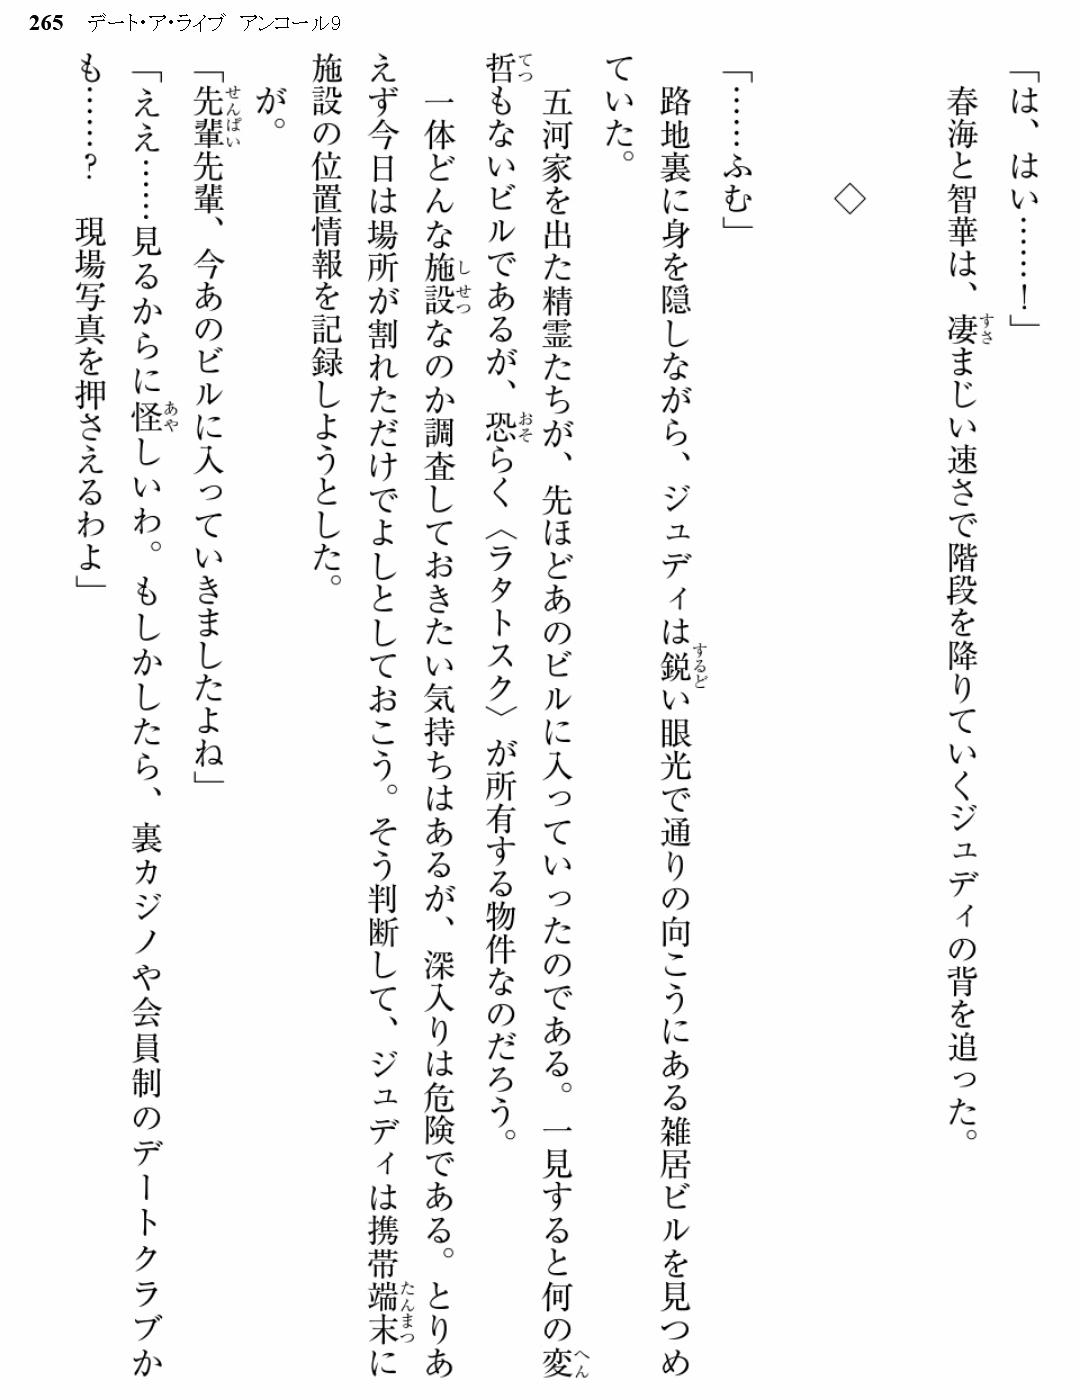 265 デート・ア・ライブ アンコール9
「は、はい……！」
春海と智華は、凄まじい速さで階段を降りていくジュディの背を追った。
◇
「……ふむ」
路地裏に身を隠しながら、ジュディは鋭い眼光で通りの向こうにある雑居ビルを見つめ
ていた。
五河家を出た精霊たちが、先ほどあのビルに入っていったのである。一見すると何の変
哲もないビルであるが、恐らく〈ラタトスク〉が所有する物件なのだろう。
一体どんな施設なのか調査しておきたい気持ちはあるが、深入りは危険である。とりあ
えず今日は場所が割れただけでよしとしておこう。そう判断して、ジュディは携帯端末に
施設の位置情報を記録しようとした。
が。
「先輩先輩、今あのビルに入っていきましたよね」
「ええ……見るからに怪しいわ。もしかしたら、裏カジノや会員制のデートクラブか
も……？　現場写真を押さえるわよ」